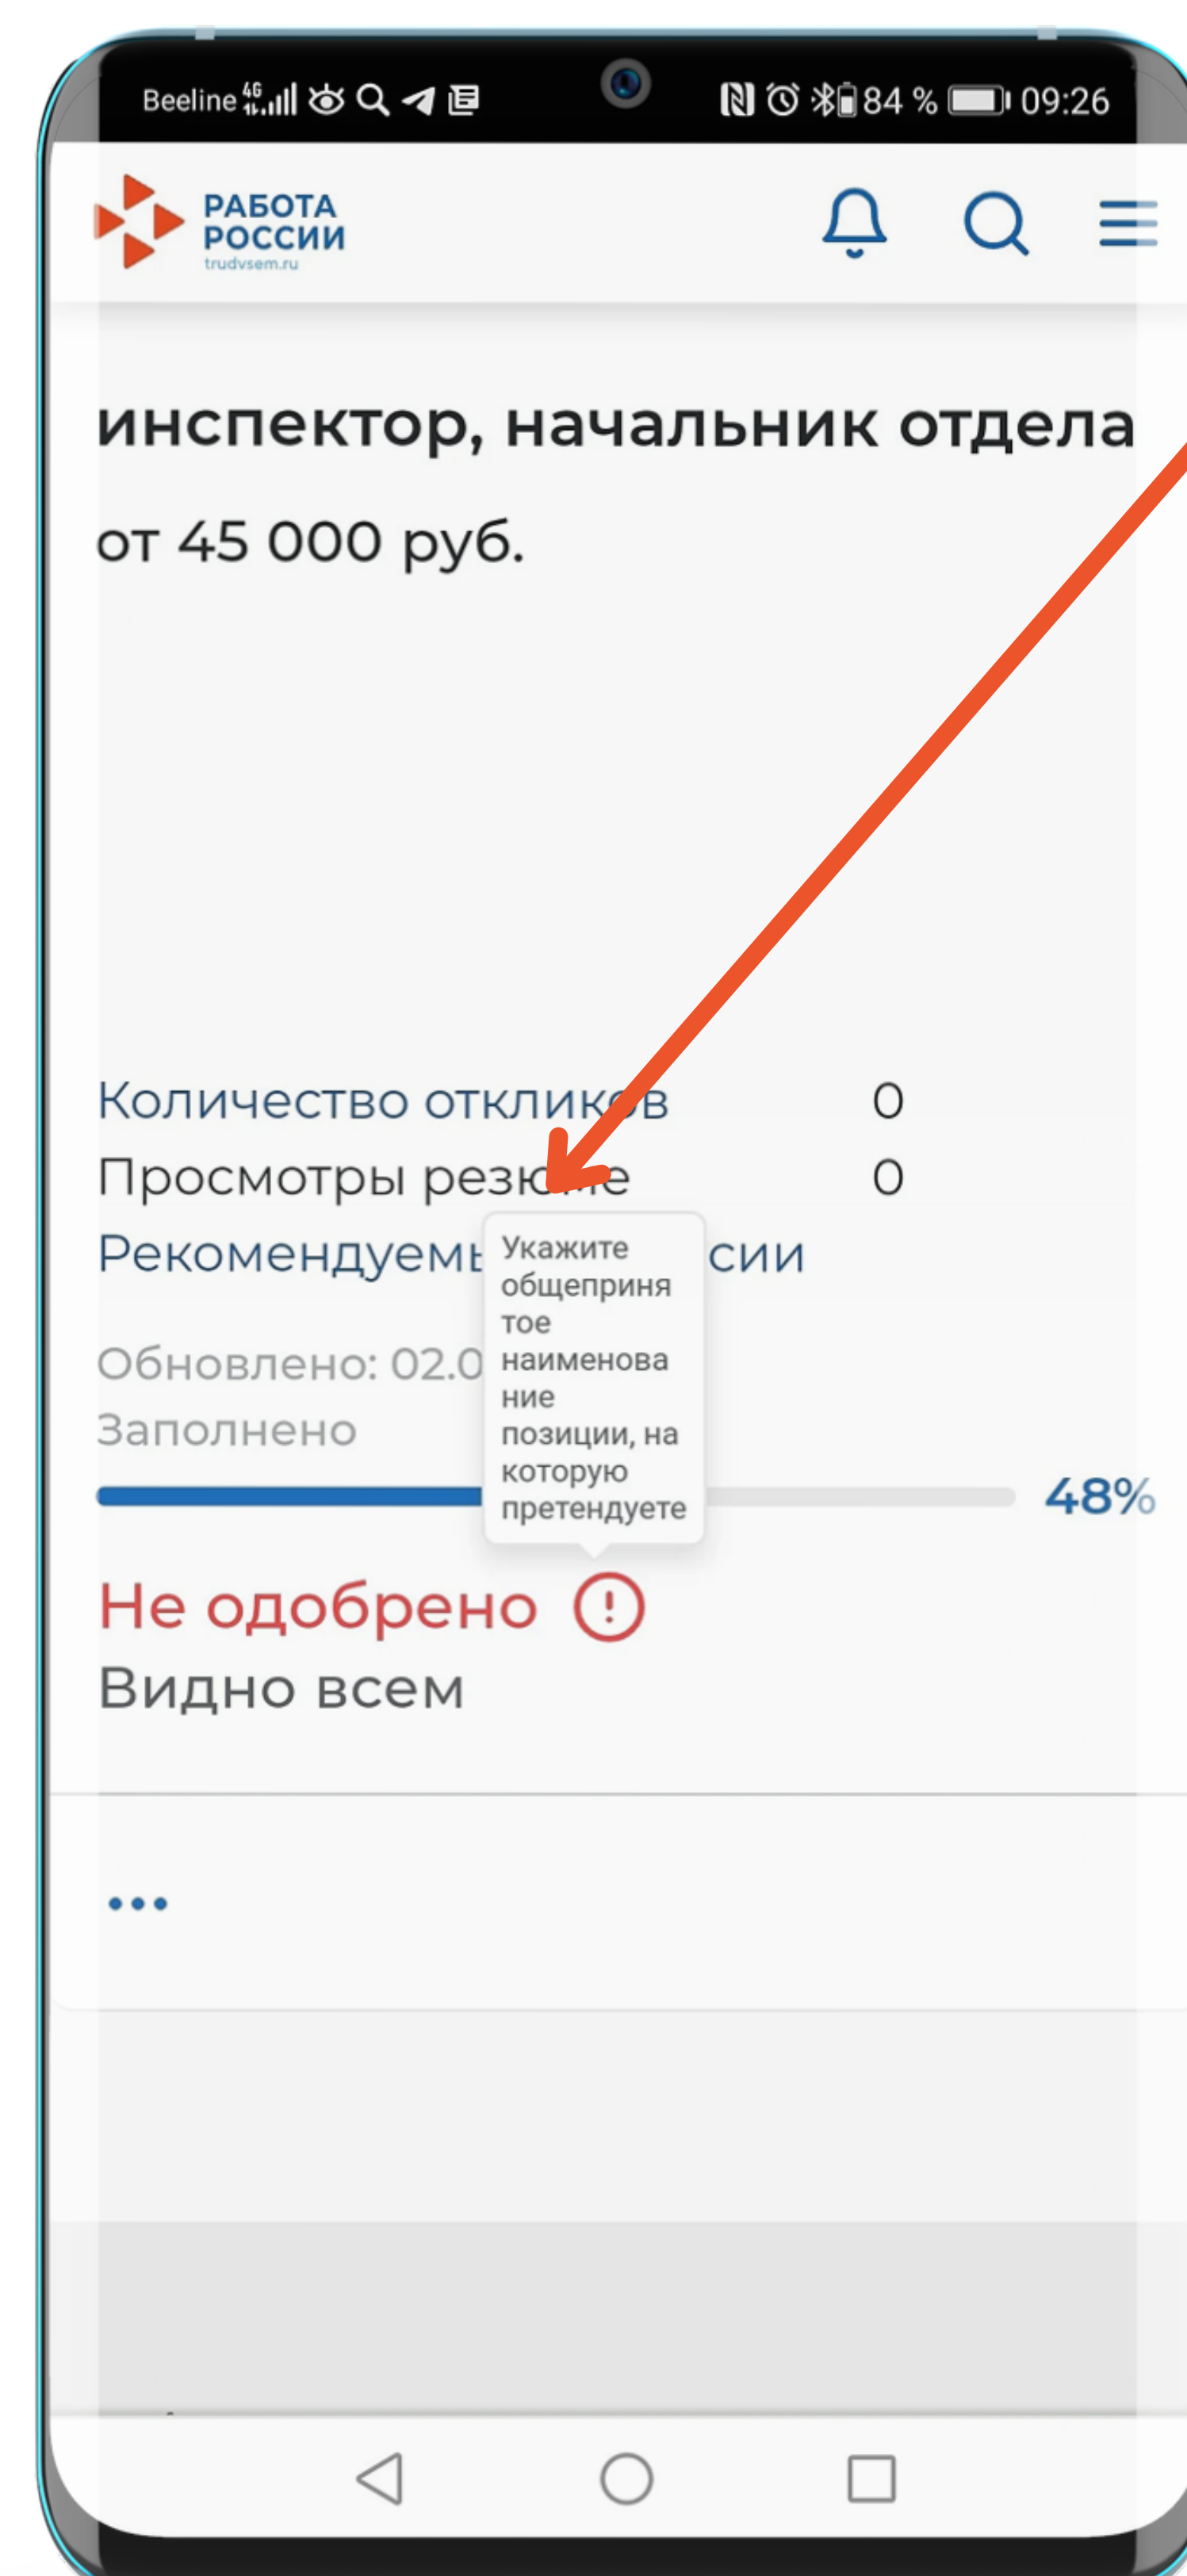 Beeline 4G 84 % 09:26
РАБОТА
РОССИИ
trudvsem.ru
инспектор, начальник отдела
от 45 000 руб.
Количество откликов 0
Просмотры резюме 0
Укажите
общеприня
тое
наименова
ние
позиции, на
которую
претендуете
Обновлено: 02.0
Заполнено
48%
Не одобрено
Видно всем